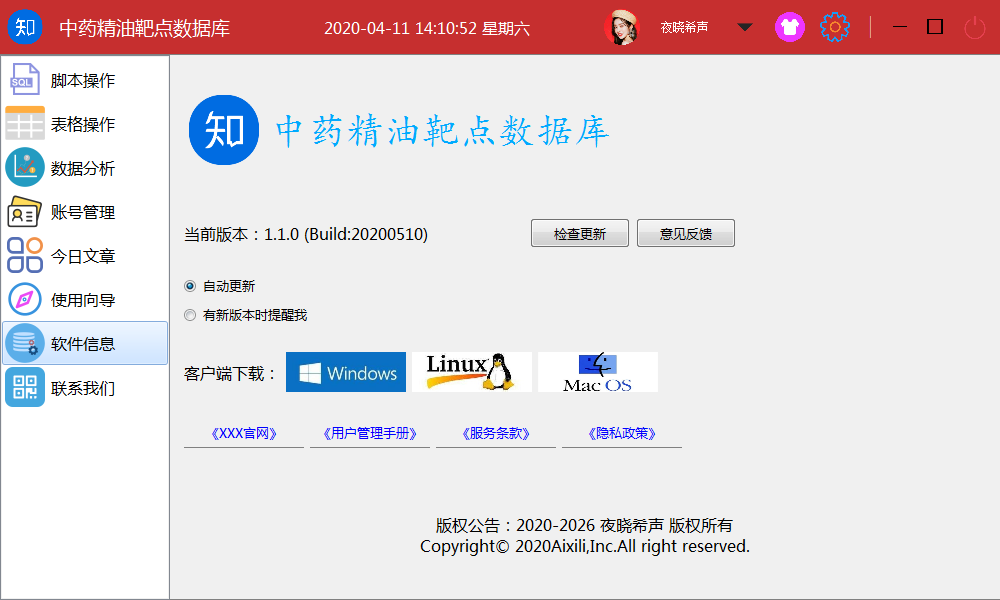 知 中药精油靶点数据库 2020-04-11 14:10:52 星期六 夜晓希声
SQL 脚本操作
表格操作
数据分析
账号管理
今日文章
使用向导
软件信息
联系我们
知 中药精油靶点数据库
当前版本：1.1.0 (Build:20200510) 检查更新 意见反馈
自动更新
有新版本时提醒我
客户端下载： Windows Linux Mac OS
《XXX官网》 《用户管理手册》 《服务条款》 《隐私政策》
版权公告：2020-2026 夜晓希声 版权所有
Copyright© 2020Aixili,Inc.All right reserved.